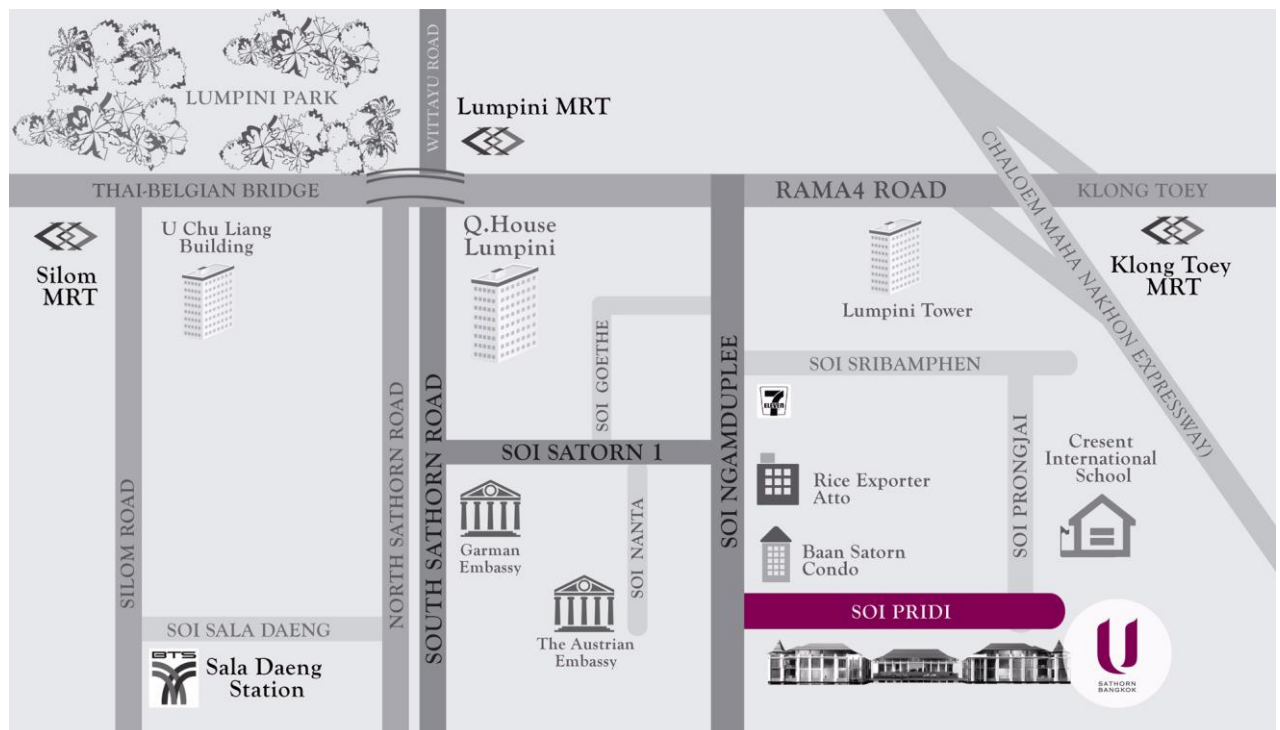 LUMPINI PARK
WITTAYU ROAD
Lumpini MRT
THAI-BELGIAN BRIDGE
RAMA4 ROAD
KLONG TOEY
CHALOEM MAHA NAKHON EXPRESSWAY)
Silom
MRT
U Chu Liang
Building
Q.House
Lumpini
Lumpini Tower
Klong Toey
MRT
SOI GOETHE
SOI SRIBAMPHEN
7
ELEVEN
SILOM ROAD
NORTH SATHORN ROAD
SOUTH SATHORN ROAD
SOI SATORN 1
SOI NGAMDUPLEE
Rice Exporter
Atto
SOI PRONGJAI
Cresent
International
School
Garman
Embassy
SOI NANTA
Baan Satorn
Condo
The Austrian
Embassy
SOI PRIDI
SOI SALA DAENG
BTS
Sala Daeng
Station
U
SATHORN
BANGKOK